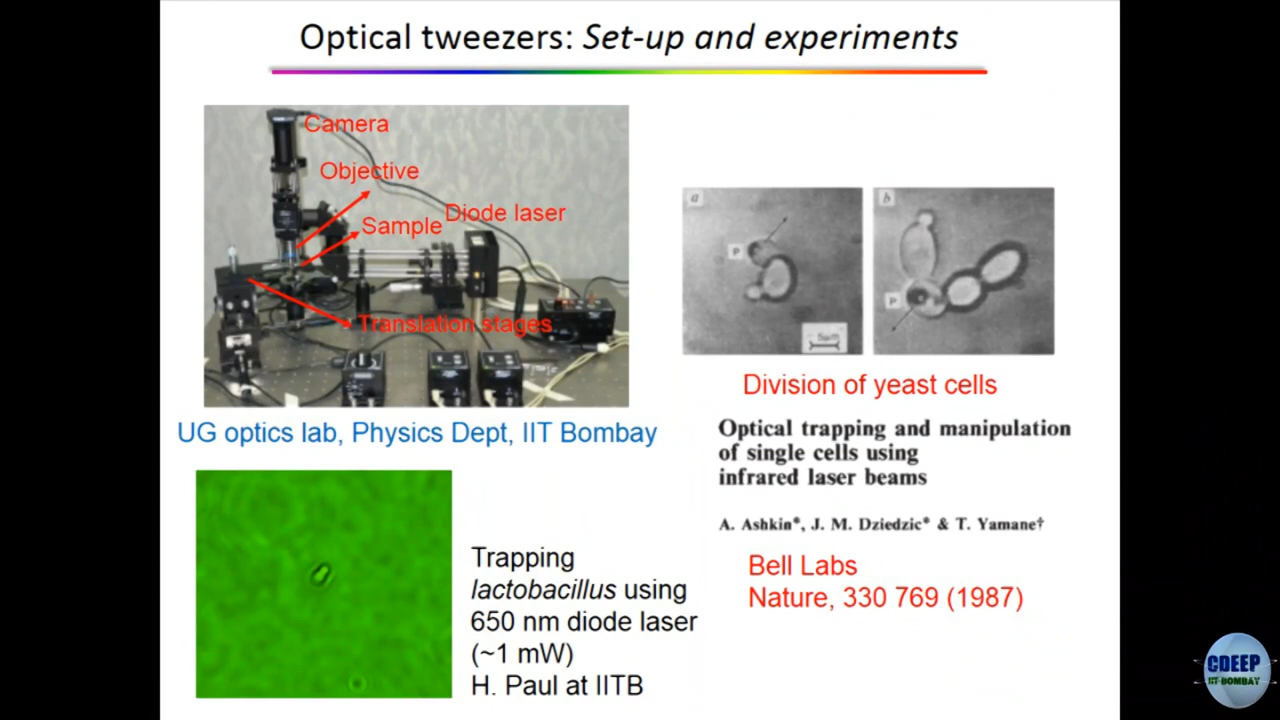 Optical tweezers: Set-up and experiments
Camera
Objective
Sample
Diode laser
Translation stages
UG optics lab, Physics Dept, IIT Bombay
a
P
5μm
b
P
Division of yeast cells
Optical trapping and manipulation
of single cells using
infrared laser beams
A. Ashkin*, J. M. Dziedzic* & T. Yamane†
Bell Labs
Nature, 330 769 (1987)
Trapping
lactobacillus using
650 nm diode laser
(~1 mW)
H. Paul at IITB
CDEEP
IIT BOMBAY